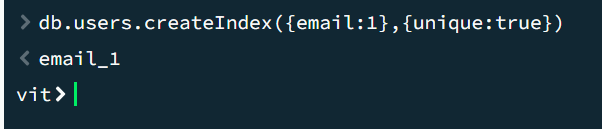 > db.users.createIndex({email:1},{unique:true})
< email_1
vit>